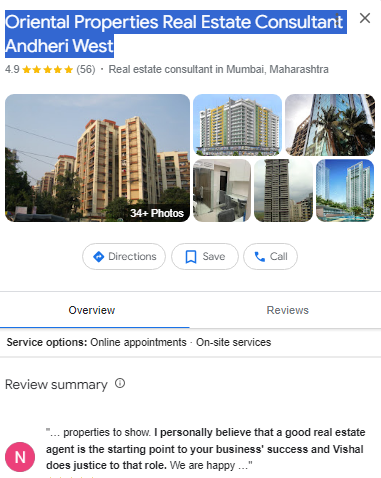 Oriental Properties Real Estate Consultant
Andheri West
4.9 ★★★★★ (56) · Real estate consultant in Mumbai, Maharashtra
34+ Photos
Directions
Save
Call
Overview
Reviews
Service options: Online appointments · On-site services
Review summary
N
"... properties to show. I personally believe that a good real estate
agent is the starting point to your business' success and Vishal
does justice to that role. We are happy ..."